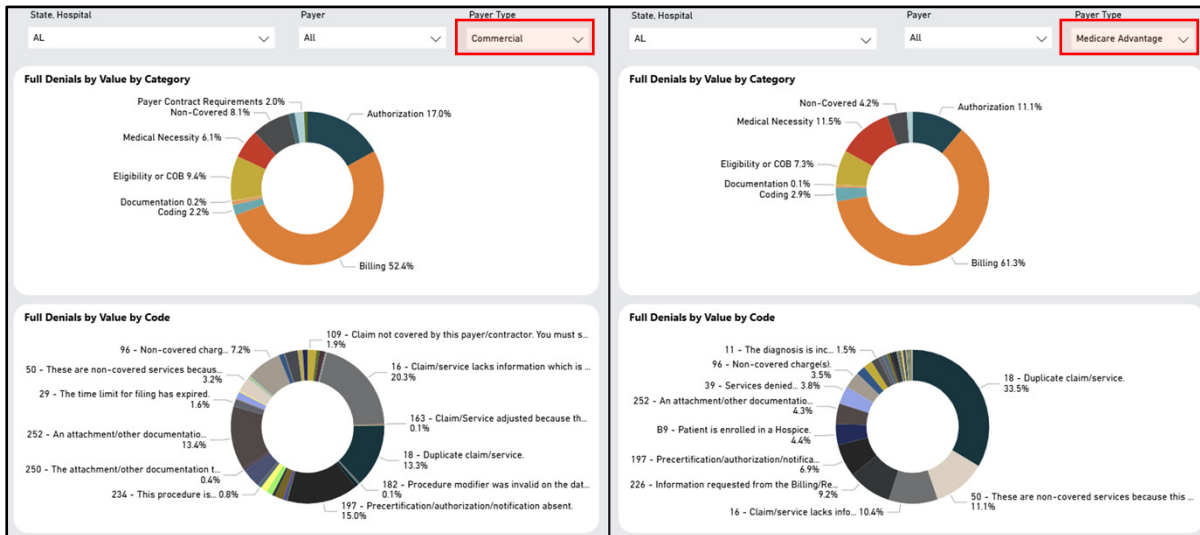 State, Hospital
Payer
Payer Type
AL
All
Commercial
Full Denials by Value by Category
Payer Contract Requirements 2.0%
Non-Covered 8.1%
Authorization 17.0%
Medical Necessity 6.1%
Eligibility or COB 9.4%
Documentation 0.2%
Coding 2.2%
Billing 52.4%
Full Denials by Value by Code
109 - Claim not covered by this payer/contractor. You must s...
1.9%
96 - Non-covered charg... 7.2%
16 - Claim/service lacks information which is ...
20.3%
50 - These are non-covered services becaus...
3.2%
29 - The time limit for filing has expired.
1.6%
163 - Claim/Service adjusted because th...
0.1%
252 - An attachment/other documentatio...
13.4%
18 - Duplicate claim/service.
13.3%
250 - The attachment/other documentation t...
0.4%
182 - Procedure modifier was invalid on the dat...
0.1%
234 - This procedure is... 0.8%
197 - Precertification/authorization/notification absent.
15.0%
State, Hospital
Payer
Payer Type
AL
All
Medicare Advantage
Full Denials by Value by Category
Non-Covered 4.2%
Authorization 11.1%
Medical Necessity 11.5%
Eligibility or COB 7.3%
Documentation 0.1%
Coding 2.9%
Billing 61.3%
Full Denials by Value by Code
11 - The diagnosis is inc... 1.5%
96 - Non-covered charge(s).
3.5%
18 - Duplicate claim/service.
33.5%
39 - Services denied... 3.8%
252 - An attachment/other documentatio...
4.3%
B9 - Patient is enrolled in a Hospice.
4.4%
197 - Precertification/authorization/notifica...
6.9%
226 - Information requested from the Billing/Re...
9.2%
50 - These are non-covered services because this ...
11.1%
16 - Claim/service lacks info... 10.4%